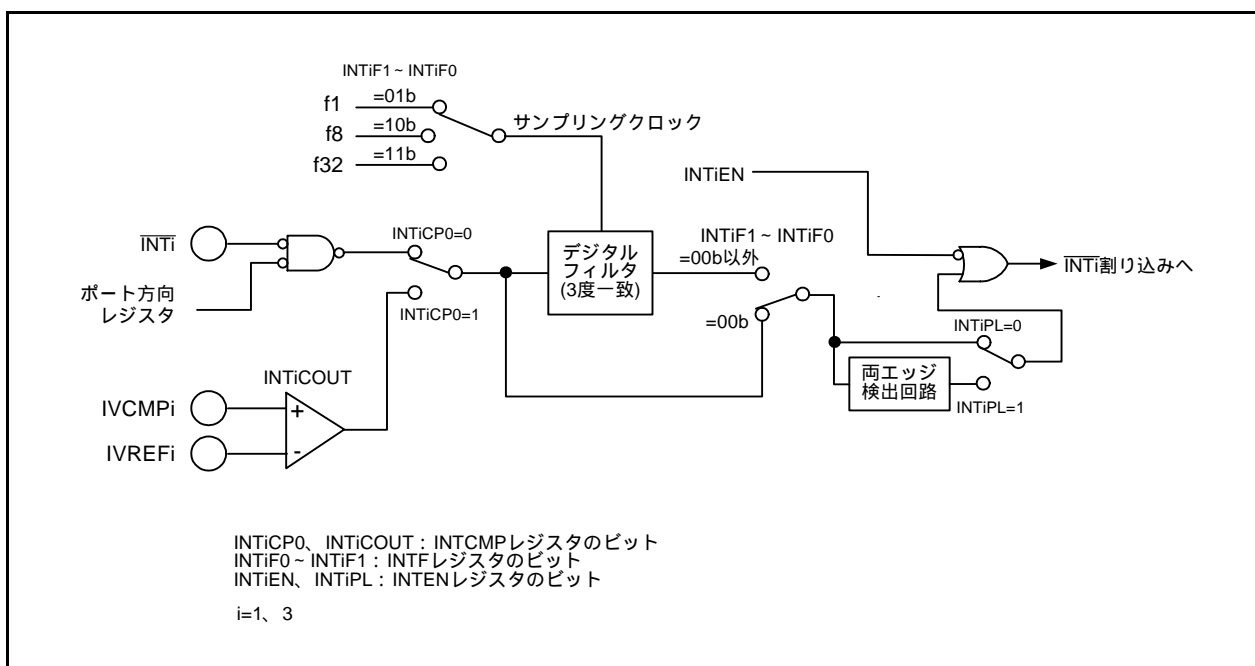 INTiF1～INTiF0
f1
=01b
f8
=10b
f32
=11b
サンプリングクロック
INTiEN
INTi
INTiCP0=0
デジタル
フィルタ
(3度一致)
INTiF1～INTiF0
=00b以外
INTi割り込みへ
ポート方向
レジスタ
INTiCP0=1
=00b
INTiPL=0
INTiCOUT
両エッジ
検出回路
INTiPL=1
IVCMPi
+
IVREFi
-
INTiCP0、INTiCOUT：INTCMPレジスタのビット
INTiF0～INTiF1：INTFレジスタのビット
INTiEN、INTiPL：INTENレジスタのビット
i=1、3